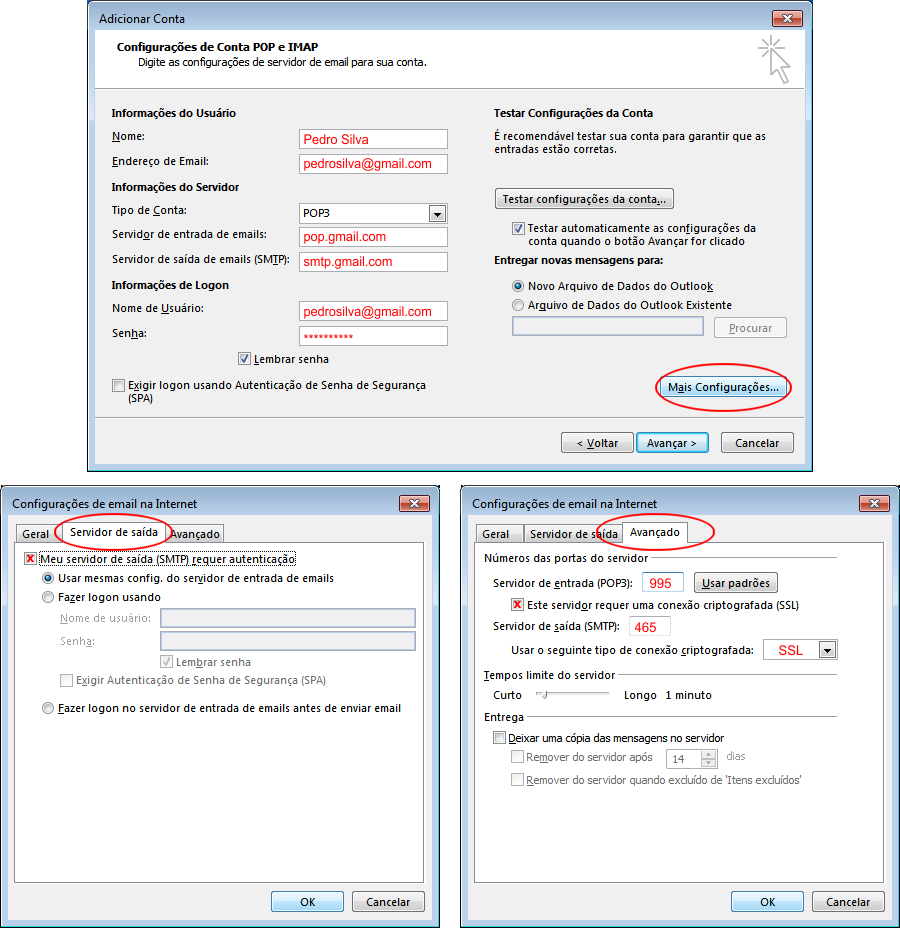 Adicionar Conta
Configurações de Conta POP e IMAP
Digite as configurações de servidor de email para sua conta.
Informações do Usuário
Nome:
Pedro Silva
Endereço de Email:
pedrosilva@gmail.com
Informações do Servidor
Tipo de Conta:
POP3
Servidor de entrada de emails:
pop.gmail.com
Servidor de saída de emails (SMTP):
smtp.gmail.com
Informações de Logon
Nome de Usuário:
pedrosilva@gmail.com
Senha:
**********
Lembrar senha
Exigir logon usando Autenticação de Senha de Segurança
(SPA)
Testar Configurações da Conta
É recomendável testar sua conta para garantir que as
entradas estão corretas.
Testar configurações da conta...
Testar automaticamente as configurações da
conta quando o botão Avançar for clicado
Entregar novas mensagens para:
Novo Arquivo de Dados do Outlook
Arquivo de Dados do Outlook Existente
Procurar
Mais Configurações...
< Voltar
Avançar >
Cancelar
Configurações de email na Internet
Geral
Servidor de saída
Avançado
Meu servidor de saída (SMTP) requer autenticação
Usar mesmas config. do servidor de entrada de emails
Fazer logon usando
Nome de usuário:
Senha:
Lembrar senha
Exigir Autenticação de Senha de Segurança (SPA)
Fazer logon no servidor de entrada de emails antes de enviar email
OK
Cancelar
Configurações de email na Internet
Geral
Servidor de saída
Avançado
Números das portas do servidor
Servidor de entrada (POP3):
995
Usar padrões
Este servidor requer uma conexão criptografada (SSL)
Servidor de saída (SMTP):
465
Usar o seguinte tipo de conexão criptografada:
SSL
Tempos limite do servidor
Curto
Longo
1 minuto
Entrega
Deixar uma cópia das mensagens no servidor
Remover do servidor após
14
dias
Remover do servidor quando excluído de 'Itens excluídos'
OK
Cancelar